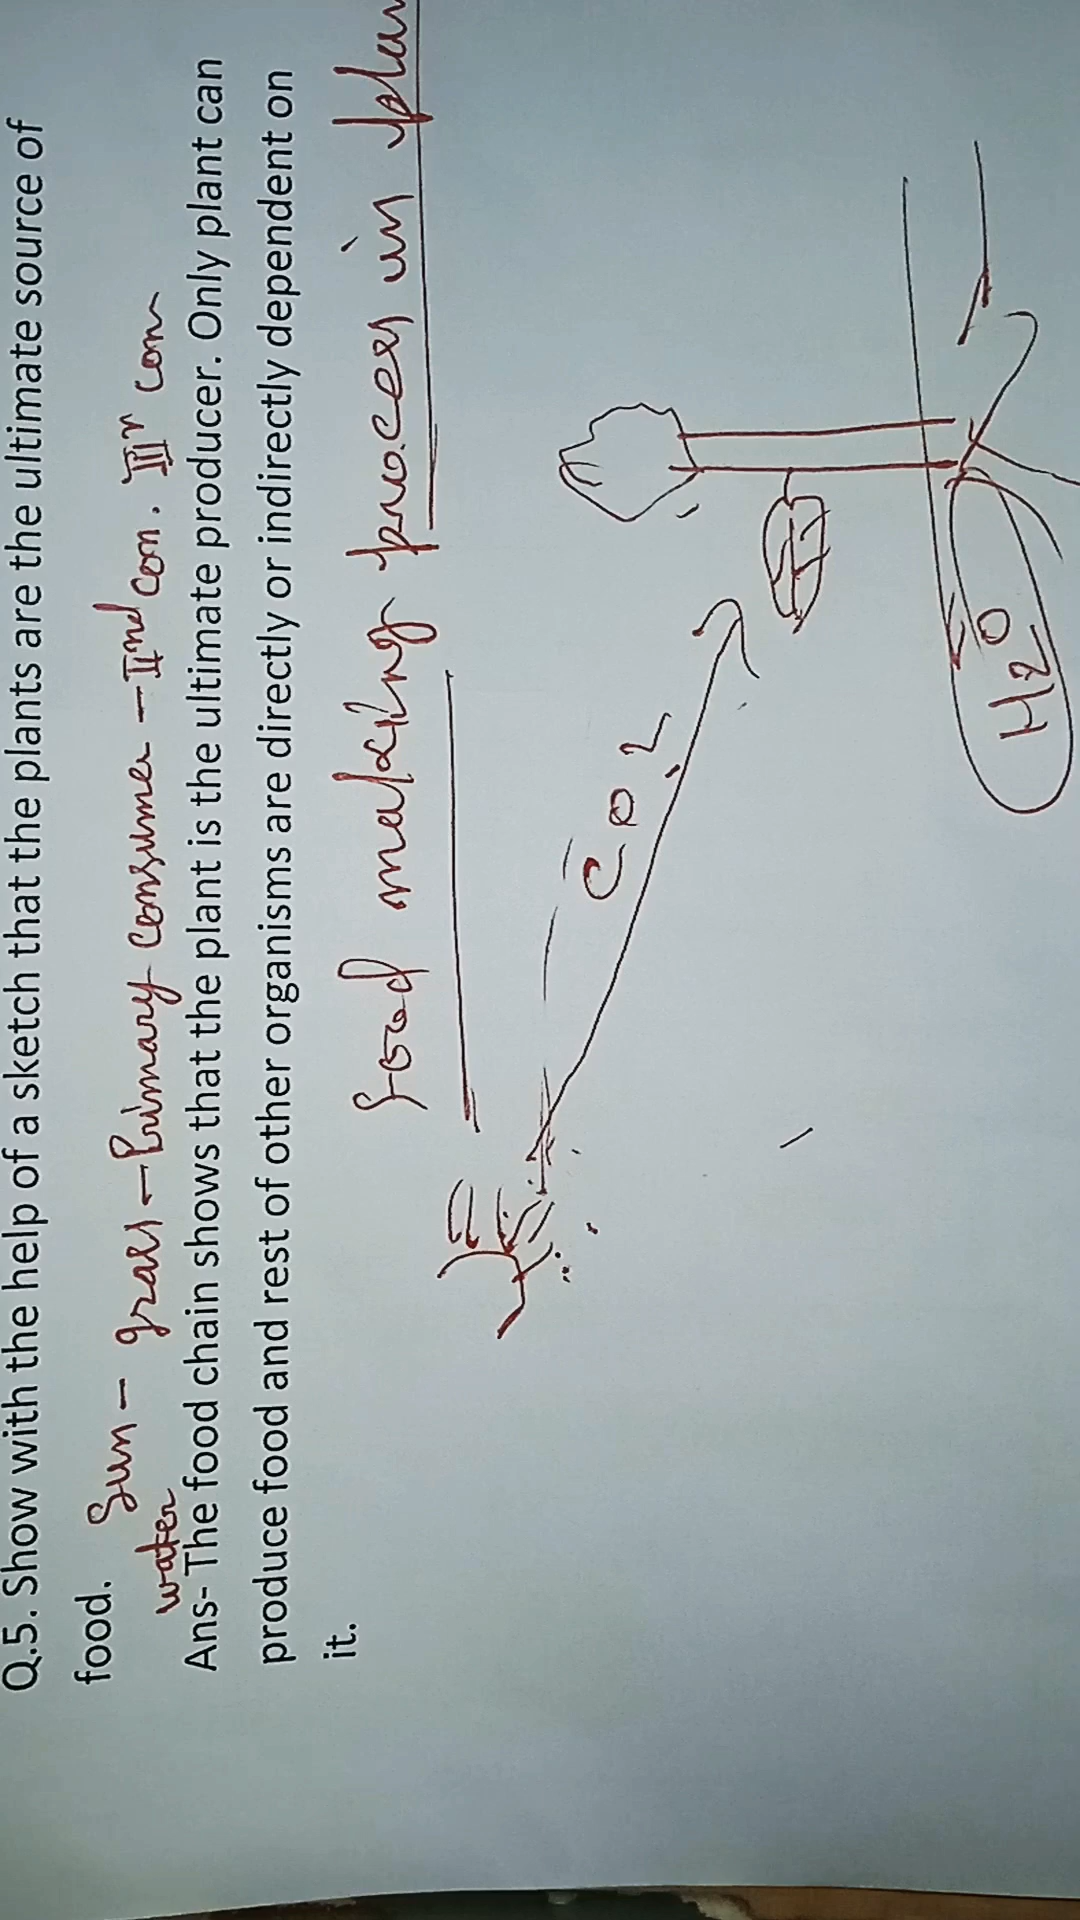 Q.5. Show with the help of a sketch that the plants are the ultimate source of
food. Sun - grass - Primary consumer - IInd con. IIIr con
water
Ans- The food chain shows that the plant is the ultimate producer. Only plant can
produce food and rest of other organisms are directly or indirectly dependent on
it.
food making process in plan
CO2
H2O